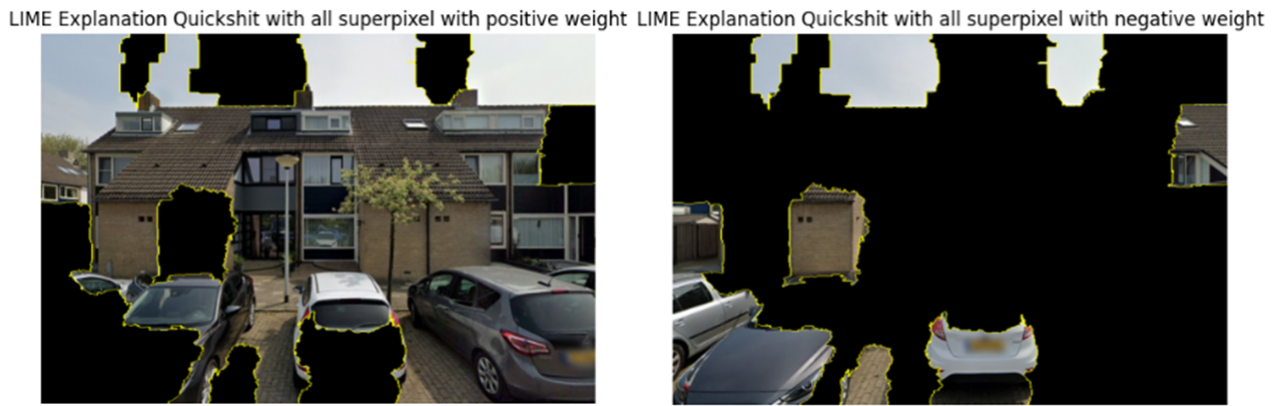 LIME Explanation Quickshit with all superpixel with positive weight
LIME Explanation Quickshit with all superpixel with negative weight